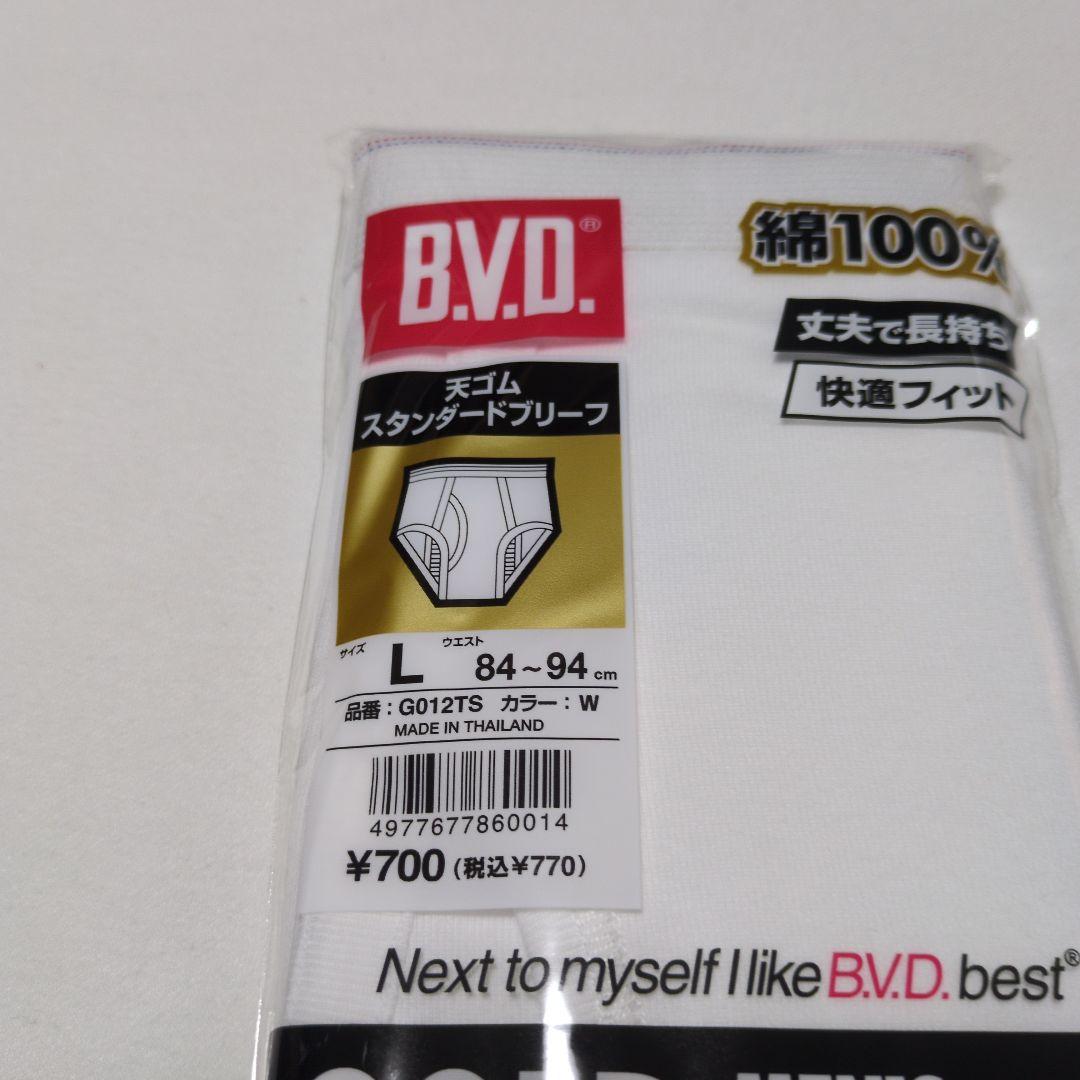 B.V.D.®
綿100%
丈夫で長持ち
快適フィット
天ゴム
スタンダードブリーフ
サイズ L ウエスト 84~94cm
品番:G012TS カラー:W
MADE IN THAILAND
4977677860014
¥700(税込¥770)
Next to myself I like B.V.D. best®